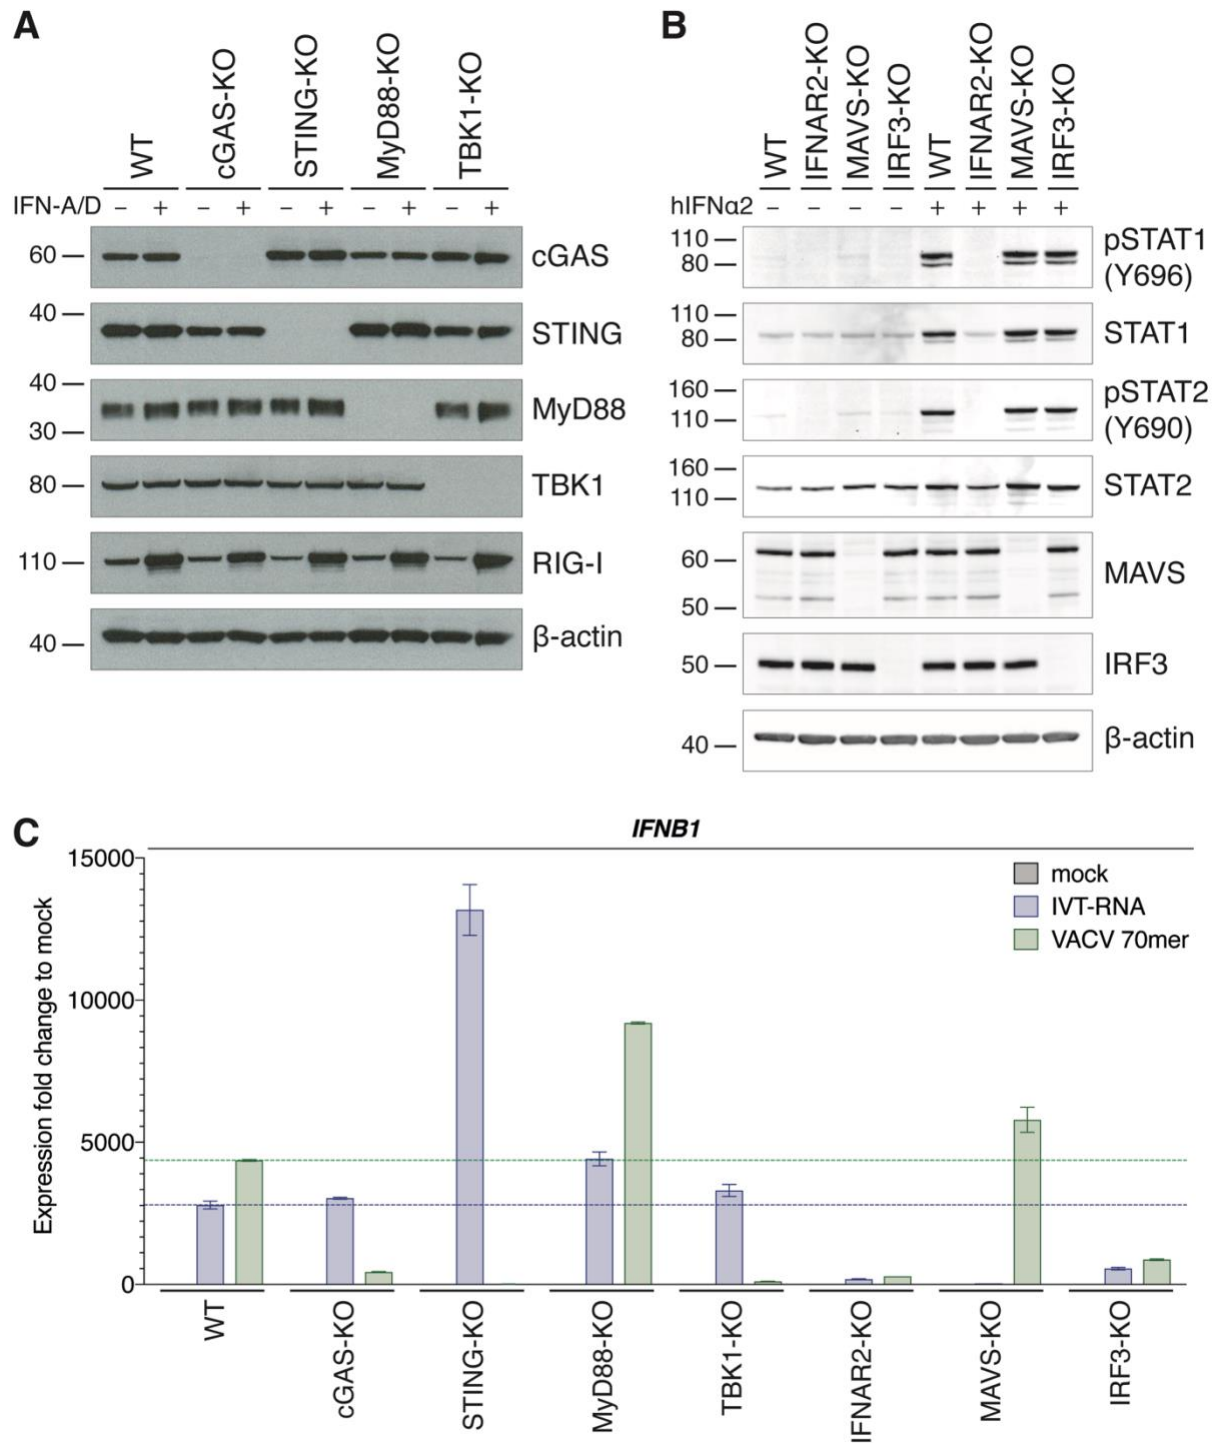 A
WT
cGAS-KO
STING-KO
MyD88-KO
TBK1-KO
IFN-A/D − + − + − + − + − +
60 cGAS
40 STING
40
30 MyD88
80 TBK1
110 RIG-I
40 β-actin
B
WT
IFNAR2-KO
MAVS-KO
IRF3-KO
WT
IFNAR2-KO
MAVS-KO
IRF3-KO
hIFNα2 − − − − + + + +
110 pSTAT1
80 (Y696)
110
80 STAT1
160 pSTAT2
110 (Y690)
160
110 STAT2
60 MAVS
50
50 IRF3
40 β-actin
C
IFNB1
Expression fold change to mock
15000
10000
5000
0
mock
IVT-RNA
VACV 70mer
WT
cGAS-KO
STING-KO
MyD88-KO
TBK1-KO
IFNAR2-KO
MAVS-KO
IRF3-KO